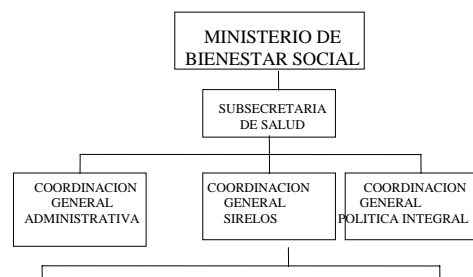 MINISTERIO DE
BIENESTAR SOCIAL
SUBSECRETARIA
DE SALUD
COORDINACION
GENERAL
ADMINISTRATIVA
COORDINACION
GENERAL
SIRELOS
COORDINACION
GENERAL
POLITICA INTEGRAL